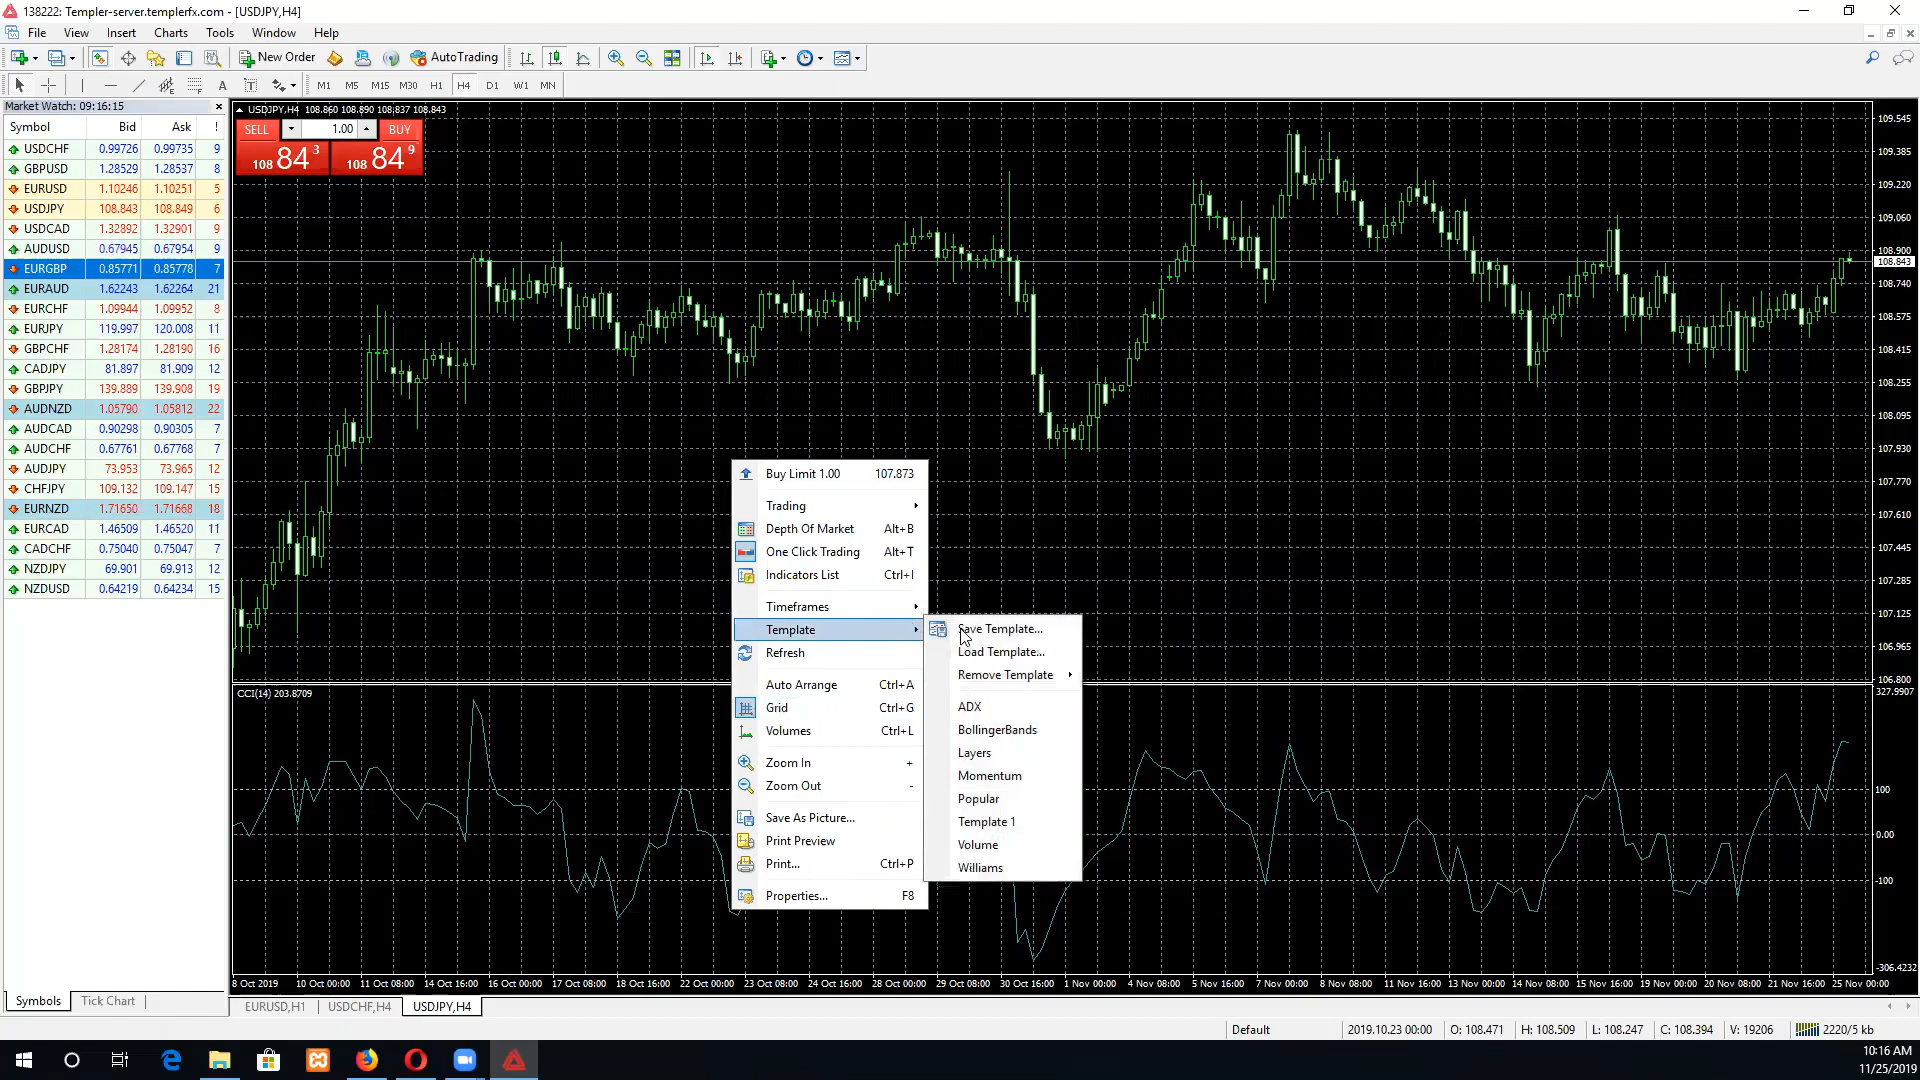 138222: Templer-server.templerfx.com - [USDJPY,H4]
File View Insert Charts Tools Window Help
New Order AutoTrading
A T M1 M5 M15 M30 H1 H4 D1 W1 MN
Market Watch: 09:16:15
Symbol Bid Ask !
USDCHF 0.99726 0.99735 9
GBPUSD 1.28529 1.28537 8
EURUSD 1.10246 1.10251 5
USDJPY 108.843 108.849 6
USDCAD 1.32892 1.32901 9
AUDUSD 0.67945 0.67954 9
EURGBP 0.85771 0.85778 7
EURAUD 1.62243 1.62264 21
EURCHF 1.09944 1.09952 8
EURJPY 119.997 120.008 11
GBPCHF 1.28174 1.28190 16
CADJPY 81.897 81.909 12
GBPJPY 139.889 139.908 19
AUDNZD 1.05790 1.05812 22
AUDCAD 0.90298 0.90305 7
AUDCHF 0.67761 0.67768 7
AUDJPY 73.953 73.965 12
CHFJPY 109.132 109.147 15
EURNZD 1.71650 1.71668 18
EURCAD 1.46509 1.46520 11
CADCHF 0.75040 0.75047 7
NZDJPY 69.901 69.913 12
NZDUSD 0.64219 0.64234 15
Symbols Tick Chart
USDJPY,H4 108.860 108.890 108.837 108.843
SELL 1.00 BUY
108 84 3 108 84 9
109.545
109.385
109.220
109.060
108.900
108.843
108.740
108.575
108.415
108.255
108.095
107.930
107.770
107.610
107.445
107.285
107.125
106.965
106.800
Buy Limit 1.00 107.873
Trading
Depth Of Market Alt+B
One Click Trading Alt+T
Indicators List Ctrl+I
Timeframes
Template
Refresh
Auto Arrange Ctrl+A
Grid Ctrl+G
Volumes Ctrl+L
Zoom In +
Zoom Out -
Save As Picture...
Print Preview
Print... Ctrl+P
Properties... F8
Save Template...
Load Template...
Remove Template
ADX
BollingerBands
Layers
Momentum
Popular
Template 1
Volume
Williams
CCI(14) 203.8709
327.9907
100
0.00
-100
-306.4232
8 Oct 2019 10 Oct 00:00 11 Oct 08:00 14 Oct 16:00 16 Oct 00:00 17 Oct 08:00 18 Oct 16:00 22 Oct 00:00 23 Oct 08:00 24 Oct 16:00 28 Oct 00:00 29 Oct 08:00 30 Oct 16:00 1 Nov 00:00 4 Nov 08:00 5 Nov 16:00 7 Nov 00:00 8 Nov 08:00 11 Nov 16:00 13 Nov 00:00 14 Nov 08:00 15 Nov 16:00 19 Nov 00:00 20 Nov 08:00 21 Nov 16:00 25 Nov 00:00
EURUSD,H1 USDCHF,H4 USDJPY,H4
Default 2019.10.23 00:00 O: 108.471 H: 108.509 L: 108.247 C: 108.394 V: 19206 2220/5 kb
10:16 AM
11/25/2019